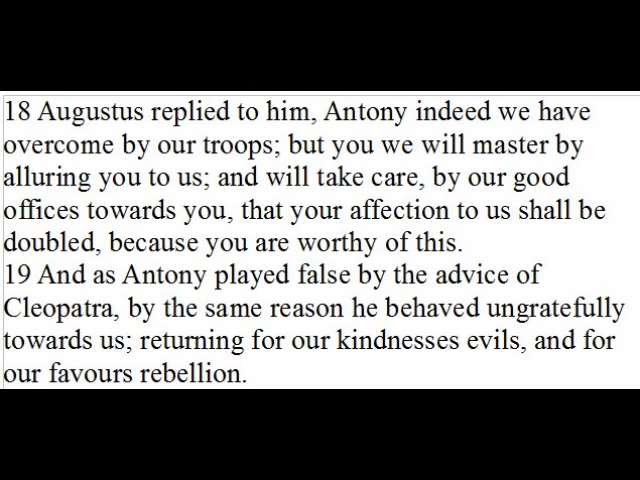 18 Augustus replied to him, Antony indeed we have
overcome by our troops; but you we will master by
alluring you to us; and will take care, by our good
offices towards you, that your affection to us shall be
doubled, because you are worthy of this.
19 And as Antony played false by the advice of
Cleopatra, by the same reason he behaved ungratefully
towards us; returning for our kindnesses evils, and for
our favours rebellion.